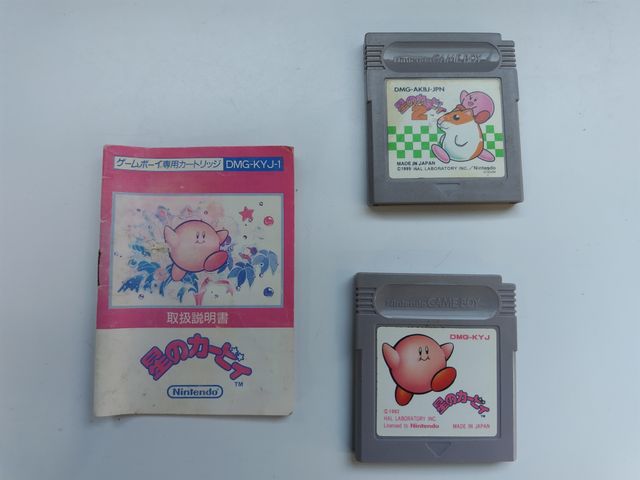 ゲームボーイ専用カートリッジ DMG-KYJ-1
取扱説明書
星のカービィ
TM
Nintendo
Nintendo GAME BOY
DMG-AKBJ-JPN
星のカービィ
2
MADE IN JAPAN
©1995 HAL LABORATORY INC./Nintendo
Nintendo GAME BOY
DMG-KYJ
星のカービィ
TM
©1992
HAL LABORATORY INC.
Licensed to Nintendo MADE IN JAPAN